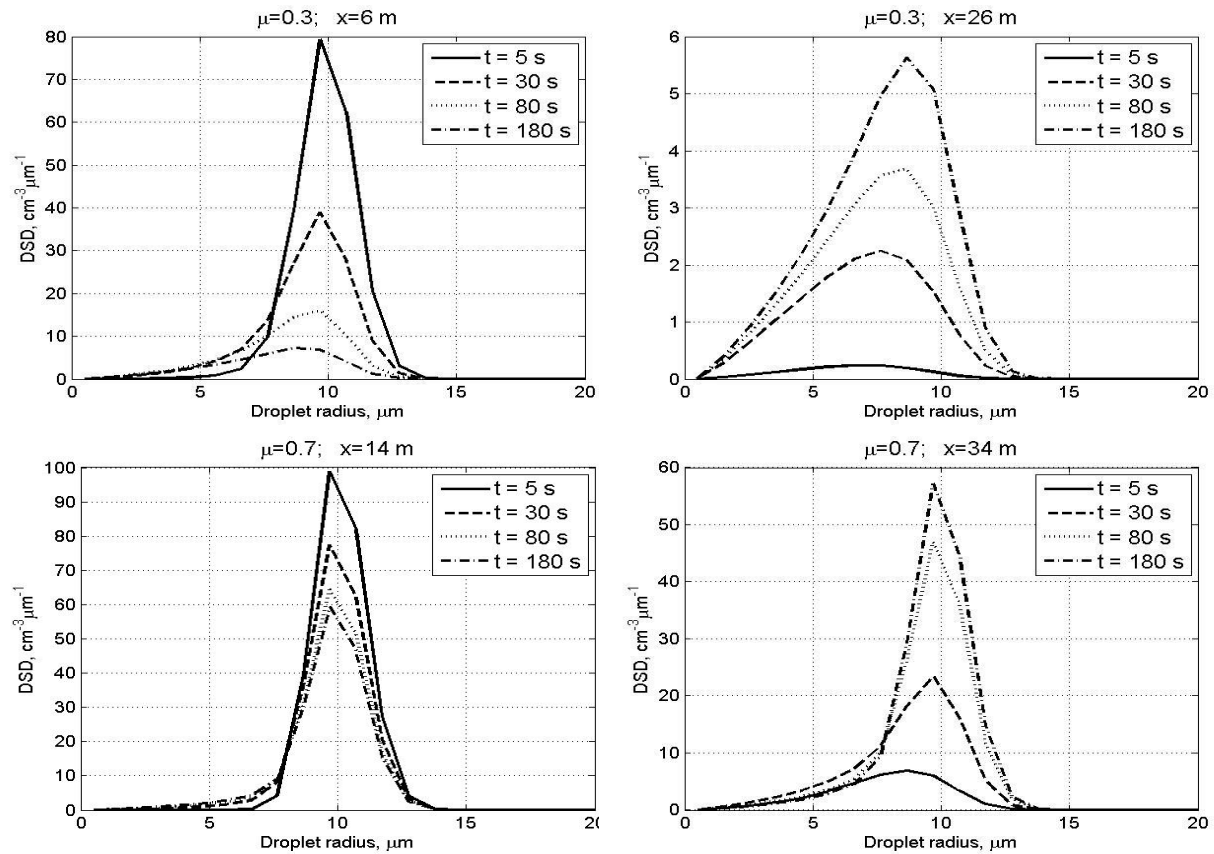 μ=0.3; x=6 m
80
70
60
50
40
30
20
10
0
DSD, cm⁻³μm⁻¹
t = 5 s
t = 30 s
t = 80 s
t = 180 s
0 5 10 15 20
Droplet radius, μm
μ=0.3; x=26 m
6
5
4
3
2
1
0
DSD, cm⁻³μm⁻¹
t = 5 s
t = 30 s
t = 80 s
t = 180 s
0 5 10 15 20
Droplet radius, μm
μ=0.7; x=14 m
100
90
80
70
60
50
40
30
20
10
0
DSD, cm⁻³μm⁻¹
t = 5 s
t = 30 s
t = 80 s
t = 180 s
0 5 10 15 20
Droplet radius, μm
μ=0.7; x=34 m
60
50
40
30
20
10
0
DSD, cm⁻³μm⁻¹
t = 5 s
t = 30 s
t = 80 s
t = 180 s
0 5 10 15 20
Droplet radius, μm